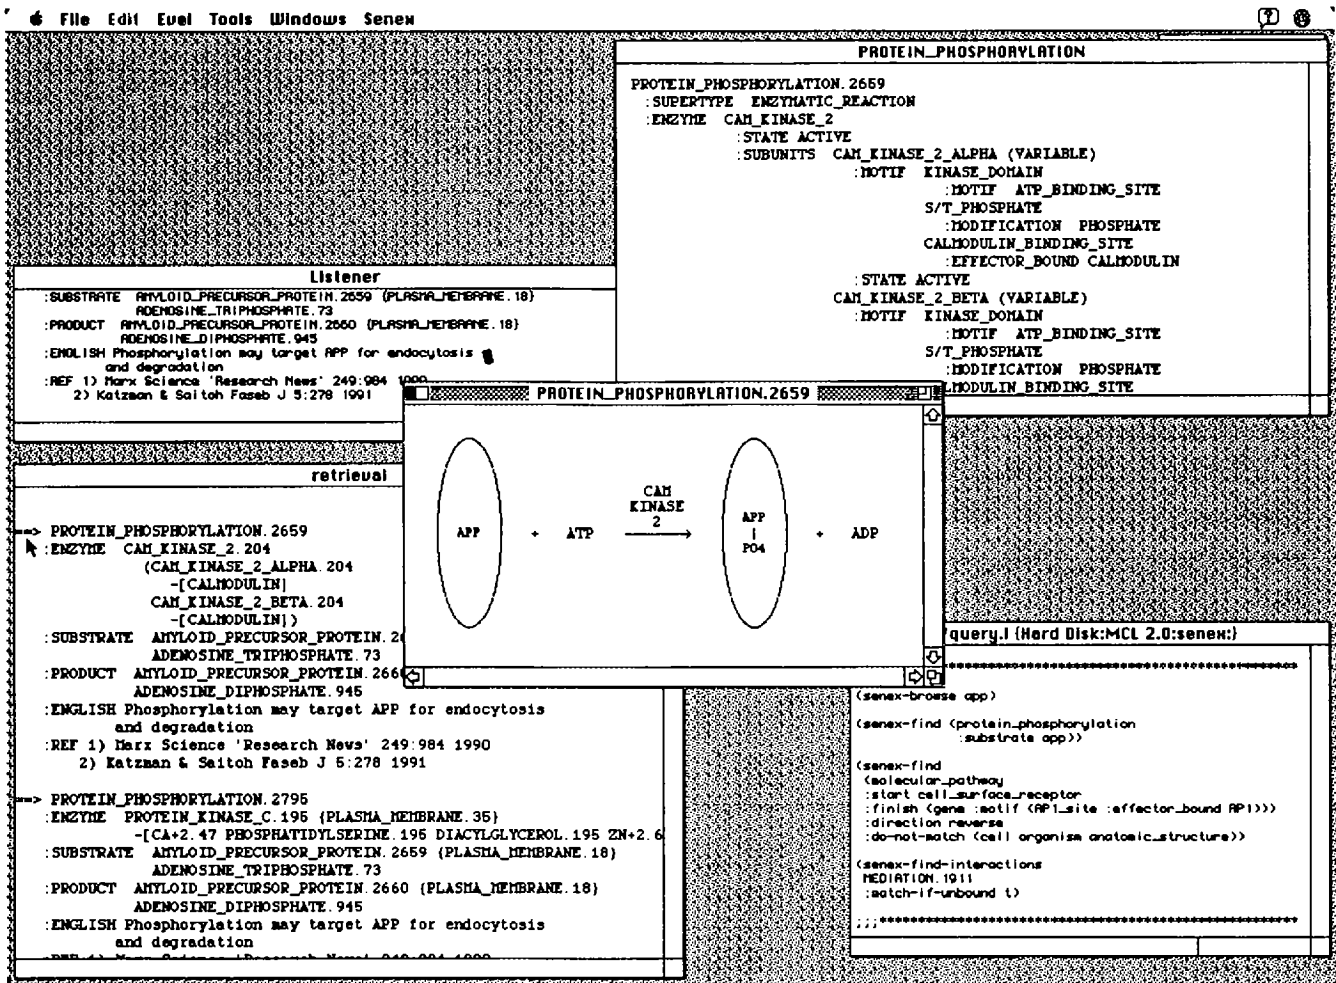 File Edit Eval Tools Windows Senex
PROTEIN_PHOSPHORYLATION
PROTEIN_PHOSPHORYLATION.2659
:SUPERTYPE ENZYMATIC_REACTION
:ENZYME CAM_KINASE_2
:STATE ACTIVE
:SUBUNITS CAM_KINASE_2_ALPHA (VARIABLE)
:MOTIF KINASE_DOMAIN
:MOTIF ATP_BINDING_SITE
S/T_PHOSPHATE
:MODIFICATION PHOSPHATE
CALMODULIN_BINDING_SITE
:EFFECTOR_BOUND CALMODULIN
:STATE ACTIVE
CAM_KINASE_2_BETA (VARIABLE)
:MOTIF KINASE_DOMAIN
:MOTIF ATP_BINDING_SITE
S/T_PHOSPHATE
:MODIFICATION PHOSPHATE
LMODULIN_BINDING_SITE
Listener
:SUBSTRATE AMYLOID_PRECURSOR_PROTEIN.2659 {PLASMA_MEMBRANE.18}
ADENOSINE_TRIPHOSPHATE.73
:PRODUCT AMYLOID_PRECURSOR_PROTEIN.2660 {PLASMA_MEMBRANE.18}
ADENOSINE_DIPHOSPHATE.945
:ENGLISH Phosphorylation may target APP for endocytosis
and degradation
:REF 1) Marx Science 'Research News' 249:984 1990
2) Katzman & Saitoh Faseb J 5:278 1991
PROTEIN_PHOSPHORYLATION.2659
APP + ATP CAM KINASE 2 APP | PO4 + ADP
retrieval
==> PROTEIN_PHOSPHORYLATION.2659
:ENZYME CAM_KINASE_2.204
(CAM_KINASE_2_ALPHA.204
-[CALMODULIN]
CAM_KINASE_2_BETA.204
-[CALMODULIN])
:SUBSTRATE AMYLOID_PRECURSOR_PROTEIN.26
ADENOSINE_TRIPHOSPHATE.73
:PRODUCT AMYLOID_PRECURSOR_PROTEIN.2660
ADENOSINE_DIPHOSPHATE.945
:ENGLISH Phosphorylation may target APP for endocytosis
and degradation
:REF 1) Marx Science 'Research News' 249:984 1990
2) Katzman & Saitoh Faseb J 5:278 1991
==> PROTEIN_PHOSPHORYLATION.2795
:ENZYME PROTEIN_KINASE_C.195 {PLASMA_MEMBRANE.35}
-[CA+2.47 PHOSPHATIDYLSERINE.195 DIACYLGLYCEROL.195 ZN+2.6
:SUBSTRATE AMYLOID_PRECURSOR_PROTEIN.2659 {PLASMA_MEMBRANE.18}
ADENOSINE_TRIPHOSPHATE.73
:PRODUCT AMYLOID_PRECURSOR_PROTEIN.2660 {PLASMA_MEMBRANE.18}
ADENOSINE_DIPHOSPHATE.945
:ENGLISH Phosphorylation may target APP for endocytosis
and degradation
query.l {Hard Disk:MCL 2.0:senex:}
(senex-browse app)
(senex-find (protein_phosphorylation
:substrate app))
(senex-find
(molecular_pathway
:start cell_surface_receptor
:finish (gene :motif (AP1_site :effector_bound AP1)))
:direction reverse
:do-not-match (cell organism anatomic_structure))
(senex-find-interactions
MEDIATION.1911
:match-if-unbound t)